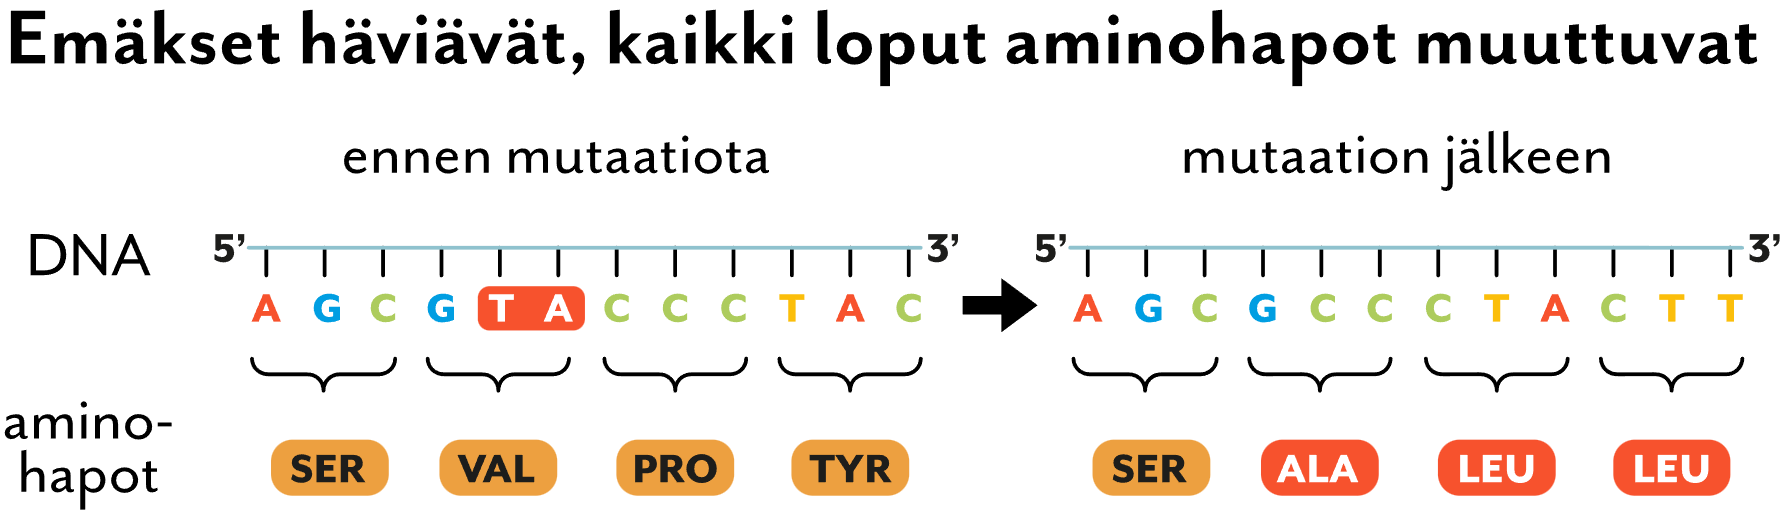 Emäkset häviävät, kaikki loput aminohapot muuttuvat
ennen mutaatiota
mutaation jälkeen
DNA
5’ 3’
5’ 3’
A G C G T A C C C T A C
A G C G C C C T A C T T
amino-
hapot
SER VAL PRO TYR
SER ALA LEU LEU